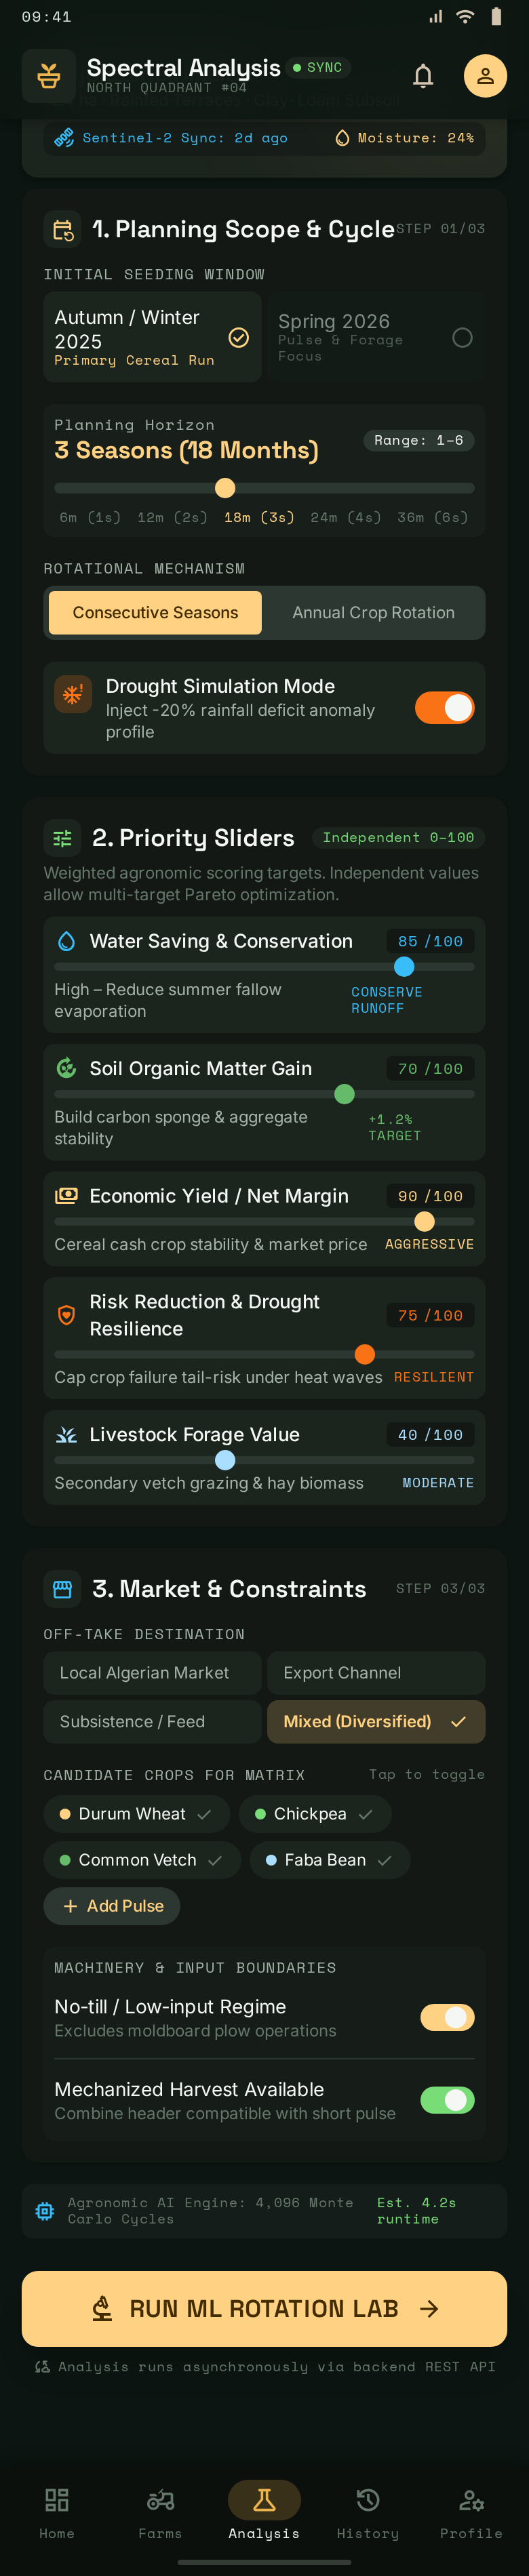 09:41
Spectral Analysis
SYNC
NORTH QUADRANT #04
Sentinel-2 Sync: 2d ago
Moisture: 24%
1. Planning Scope & Cycle
STEP 01/03
INITIAL SEEDING WINDOW
Autumn / Winter
2025
Primary Cereal Run
Spring 2026
Pulse & Forage
Focus
Planning Horizon
3 Seasons (18 Months)
Range: 1–6
6m (1s) 12m (2s) 18m (3s) 24m (4s) 36m (6s)
ROTATIONAL MECHANISM
Consecutive Seasons
Annual Crop Rotation
Drought Simulation Mode
Inject -20% rainfall deficit anomaly
profile
2. Priority Sliders
Independent 0–100
Weighted agronomic scoring targets. Independent values
allow multi-target Pareto optimization.
Water Saving & Conservation
85 /100
High – Reduce summer fallow
evaporation
CONSERVE
RUNOFF
Soil Organic Matter Gain
70 /100
Build carbon sponge & aggregate
stability
+1.2%
TARGET
Economic Yield / Net Margin
90 /100
Cereal cash crop stability & market price
AGGRESSIVE
Risk Reduction & Drought
Resilience
75 /100
Cap crop failure tail-risk under heat waves
RESILIENT
Livestock Forage Value
40 /100
Secondary vetch grazing & hay biomass
MODERATE
3. Market & Constraints
STEP 03/03
OFF-TAKE DESTINATION
Local Algerian Market
Export Channel
Subsistence / Feed
Mixed (Diversified)
CANDIDATE CROPS FOR MATRIX
Tap to toggle
Durum Wheat
Chickpea
Common Vetch
Faba Bean
Add Pulse
MACHINERY & INPUT BOUNDARIES
No-till / Low-input Regime
Excludes moldboard plow operations
Mechanized Harvest Available
Combine header compatible with short pulse
Agronomic AI Engine: 4,096 Monte
Carlo Cycles
Est. 4.2s
runtime
RUN ML ROTATION LAB
Analysis runs asynchronously via backend REST API
Home
Farms
Analysis
History
Profile